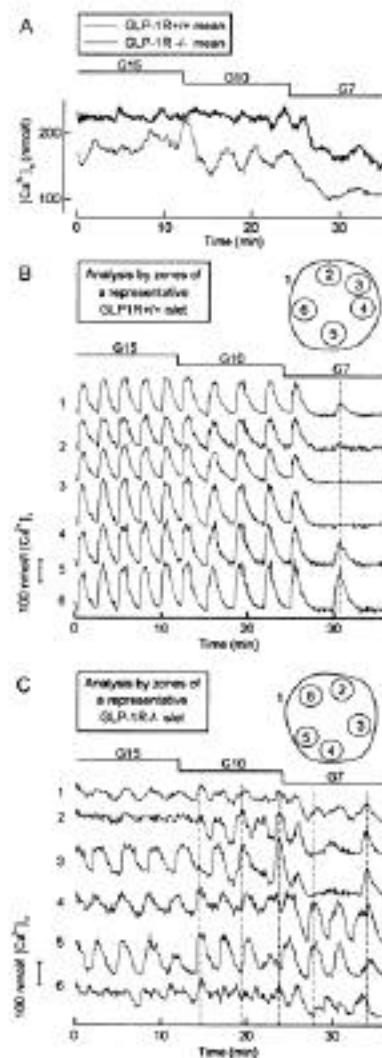 A
GLP-1R+/+ mean
GLP-1R -/- mean
G15
G10
G7
[Ca²⁺]ᵢ (nmol/l)
200
100
0
10
20
30
Time (min)
B
Analysis by zones of
a representative
GLP1R+/+ islet
1
2
3
4
5
6
G15
G10
G7
1
2
3
4
5
6
100 nmol/l [Ca²⁺]ᵢ
0
10
20
30
Time (min)
C
Analysis by zones of
a representative
GLP-1R-/- islet
1
6
2
3
5
4
G15
G10
G7
1
2
3
4
5
6
100 nmol/l [Ca²⁺]ᵢ
0
10
20
30
Time (min)